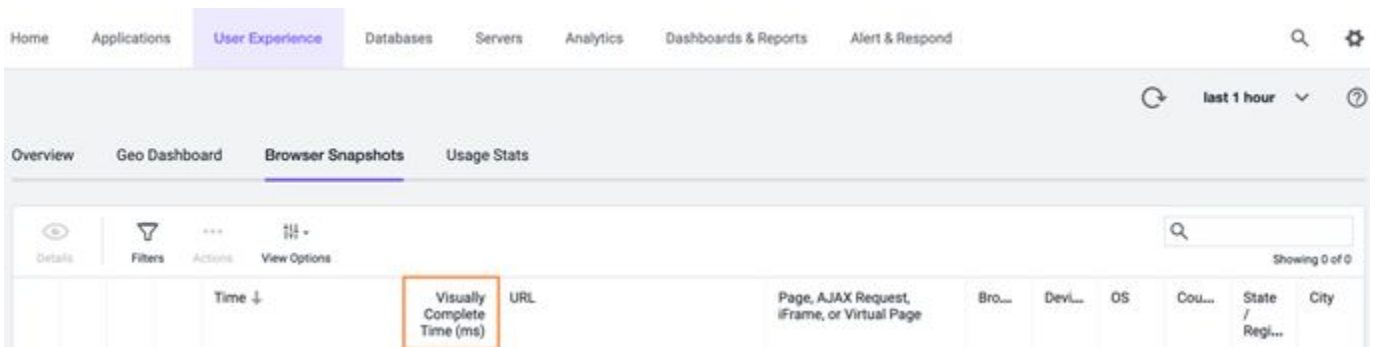 Home Applications User Experience Databases Servers Analytics Dashboards & Reports Alert & Respond
last 1 hour
Overview Geo Dashboard Browser Snapshots Usage Stats
Details Filters Actions View Options
Showing 0 of 0
Time Visually Complete Time (ms) URL Page, AJAX Request, iFrame, or Virtual Page Bro... Devi... OS Cou... State / Regi... City